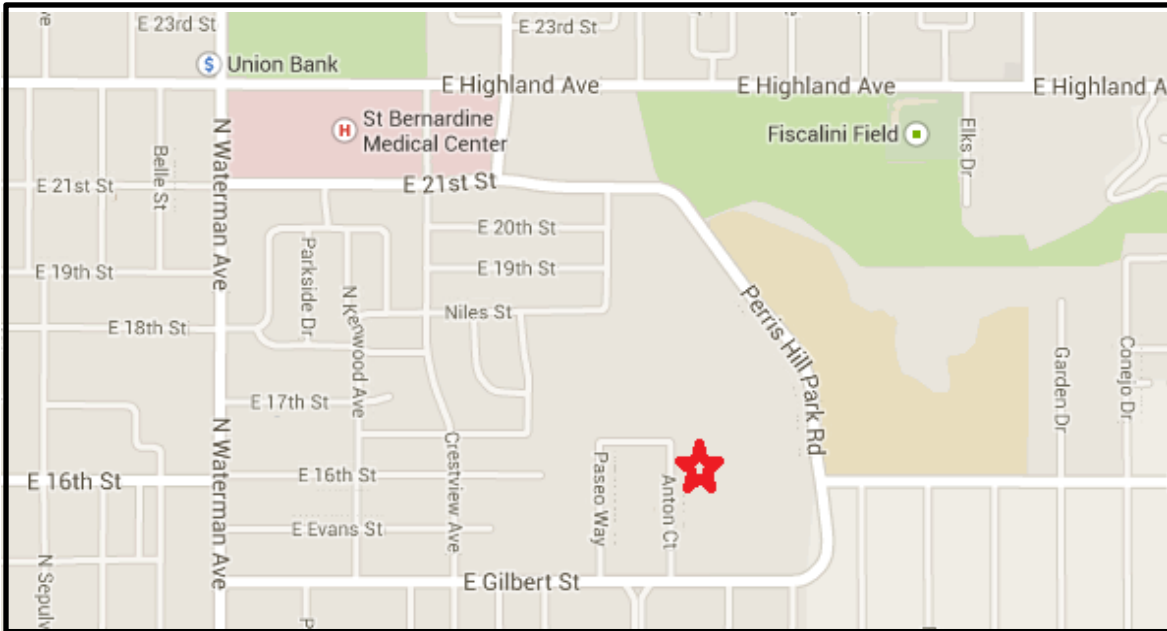 E 23rd St
E 23rd St
$
Union Bank
E Highland Ave
E Highland Ave
E Highland A
H
St Bernardine
Medical Center
Fiscalini Field
N Waterman Ave
Belle St
Elks Dr
E 21st St
E 21st St
E 20th St
E 19th St
E 19th St
Parkside Dr
N Kenwood Ave
Niles St
E 18th St
Perris Hill Park Rd
Garden Dr
Conejo Dr
E 17th St
N Waterman Ave
Crestview Ave
E 16th St
E 16th St
Paseo Way
Anton Ct
E Evans St
N Sepulv
E Gilbert St